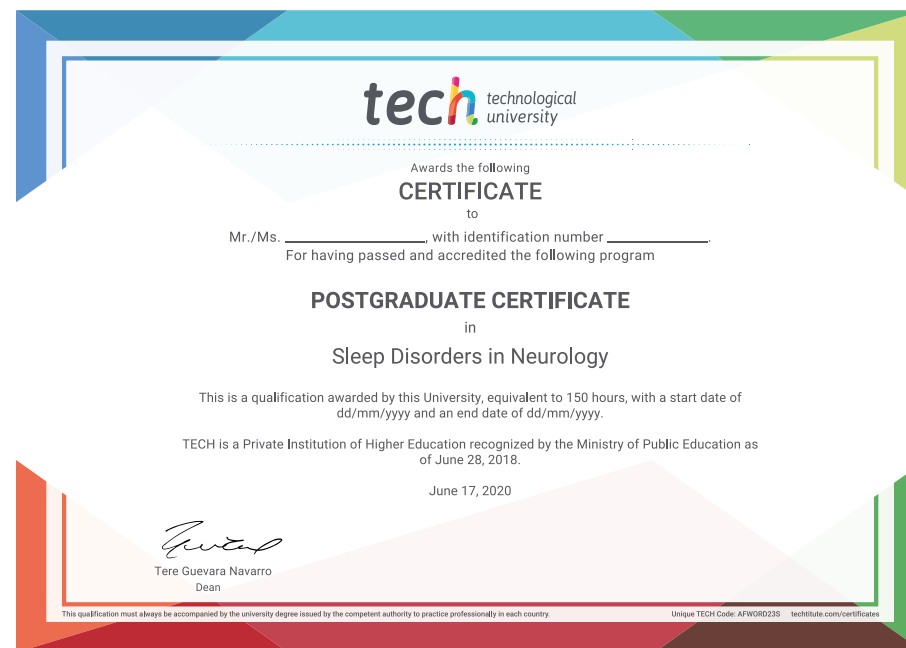 tech technological
university
Awards the following
CERTIFICATE
to
Mr./Ms. ____________________, with identification number ______________.
For having passed and accredited the following program
POSTGRADUATE CERTIFICATE
in
Sleep Disorders in Neurology
This is a qualification awarded by this University, equivalent to 150 hours, with a start date of
dd/mm/yyyy and an end date of dd/mm/yyyy.
TECH is a Private Institution of Higher Education recognized by the Ministry of Public Education as
of June 28, 2018.
June 17, 2020
Tere Guevara Navarro
Dean
This qualification must always be accompanied by the university degree issued by the competent authority to practice professionally in each country. Unique TECH Code: AFWORD23S techtitute.com/certificates